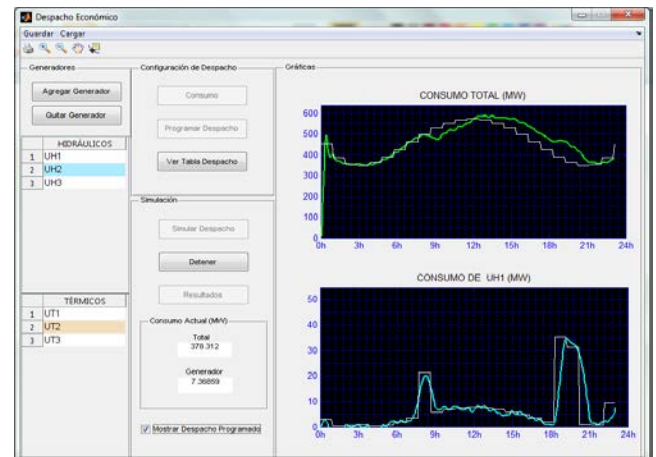 Despacho Económico
Guardar Cargar
Generadores
Agregar Generador
Quitar Generador
HIDRÁULICOS
1 UH1
2 UH2
3 UH3
TÉRMICOS
1 UT1
2 UT2
3 UT3
Configuración de Despacho
Consumo
Programar Despacho
Ver Tabla Despacho
Simulación
Simular Despacho
Detener
Resultados
Consumo Actual (MW)
Total
378.312
Generador
7.36859
Mostrar Despacho Programado
Gráficas
CONSUMO TOTAL (MW)
600
500
400
300
200
100
0
0h 3h 6h 9h 12h 15h 18h 21h 24h
CONSUMO DE UH1 (MW)
50
40
30
20
10
0
0h 3h 6h 9h 12h 15h 18h 21h 24h